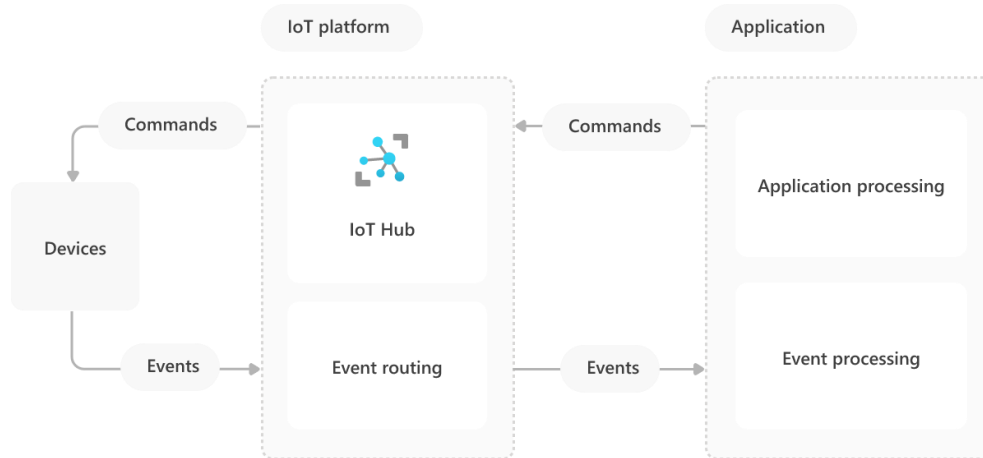 IoT platform
Application
Commands
Commands
IoT Hub
Application processing
Devices
Events
Event routing
Events
Event processing